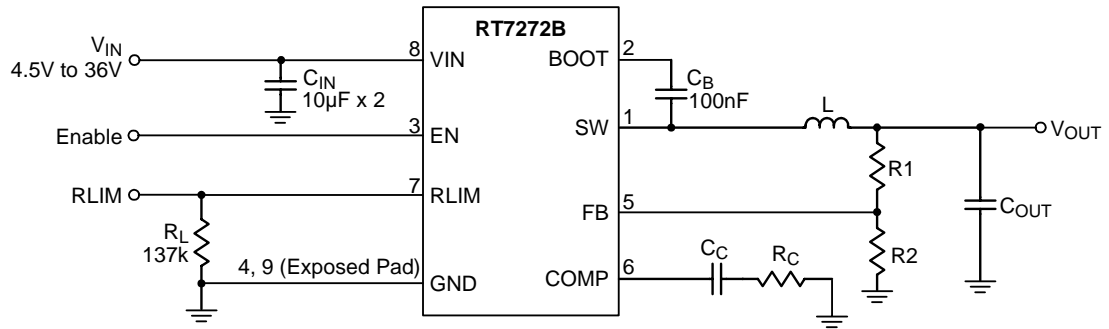 RT7272B
VIN
4.5V to 36V
8
VIN
CIN
10µF x 2
BOOT
2
CB
100nF
Enable
3
EN
SW
1
L
VOUT
R1
RLIM
7
RLIM
FB
5
COUT
RL
137k
R2
4, 9 (Exposed Pad)
GND
COMP
6
CC
RC